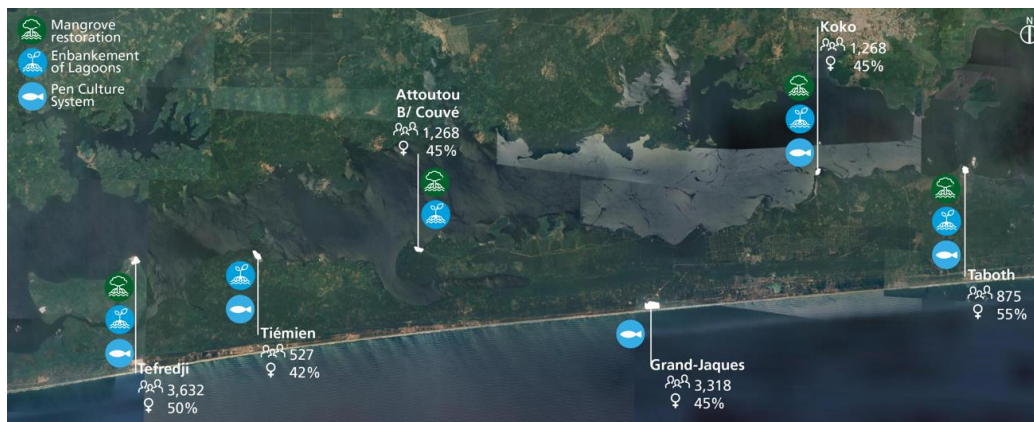 Mangrove
restoration
Enbankement
of Lagoons
Pen Culture
System
Attoutou
B/ Couvé
1,268
45%
Koko
1,268
45%
N
Taboth
875
55%
Tiémien
527
42%
Tefredji
3,632
50%
Grand-Jaques
3,318
45%